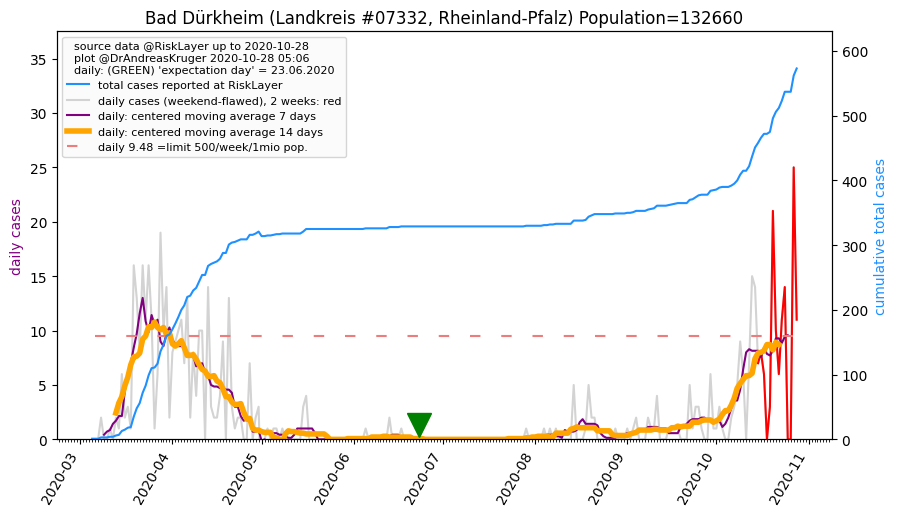 Bad Dürkheim (Landkreis #07332, Rheinland-Pfalz) Population=132660
source data @RiskLayer up to 2020-10-28
plot @DrAndreasKruger 2020-10-28 05:06
daily: (GREEN) 'expectation day' = 23.06.2020
total cases reported at RiskLayer
daily cases (weekend-flawed), 2 weeks: red
daily: centered moving average 7 days
daily: centered moving average 14 days
daily 9.48 =limit 500/week/1mio pop.
daily cases
35
30
25
20
15
10
5
0
cumulative total cases
600
500
400
300
200
100
0
2020-03
2020-04
2020-05
2020-06
2020-07
2020-08
2020-09
2020-10
2020-11